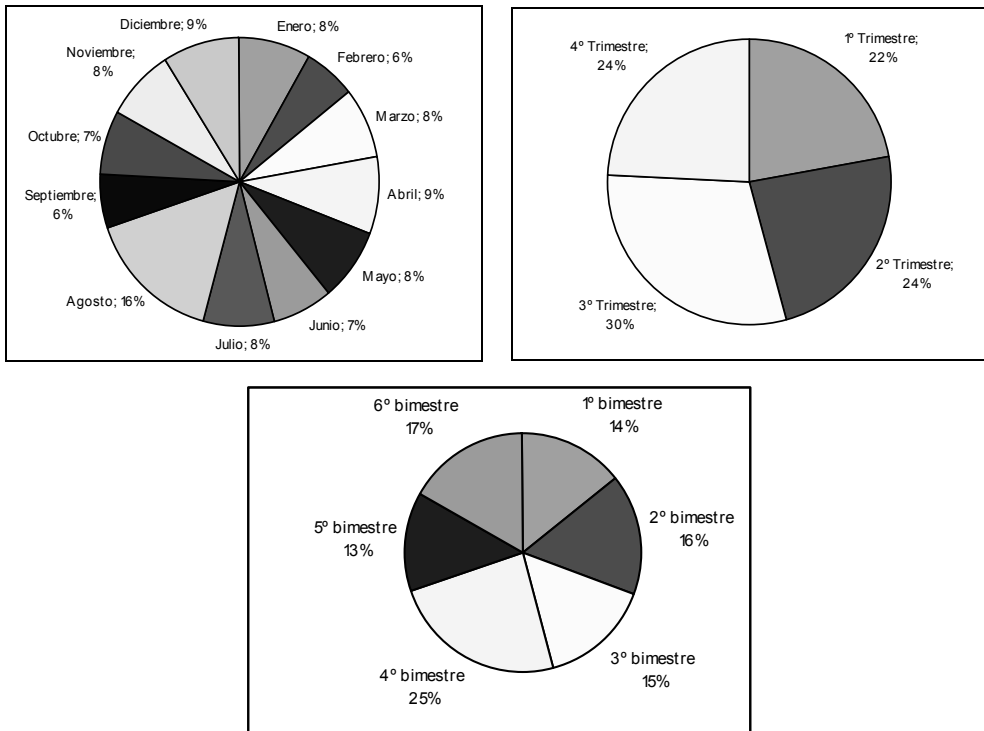 Enero; 8%
Febrero; 6%
Marzo; 8%
Abril; 9%
Mayo; 8%
Junio; 7%
Julio; 8%
Agosto; 16%
Septiembre;
6%
Octubre; 7%
Noviembre;
8%
Diciembre; 9%
1º Trimestre;
22%
2º Trimestre;
24%
3º Trimestre;
30%
4º Trimestre;
24%
1º bimestre
14%
2º bimestre
16%
3º bimestre
15%
4º bimestre
25%
5º bimestre
13%
6º bimestre
17%